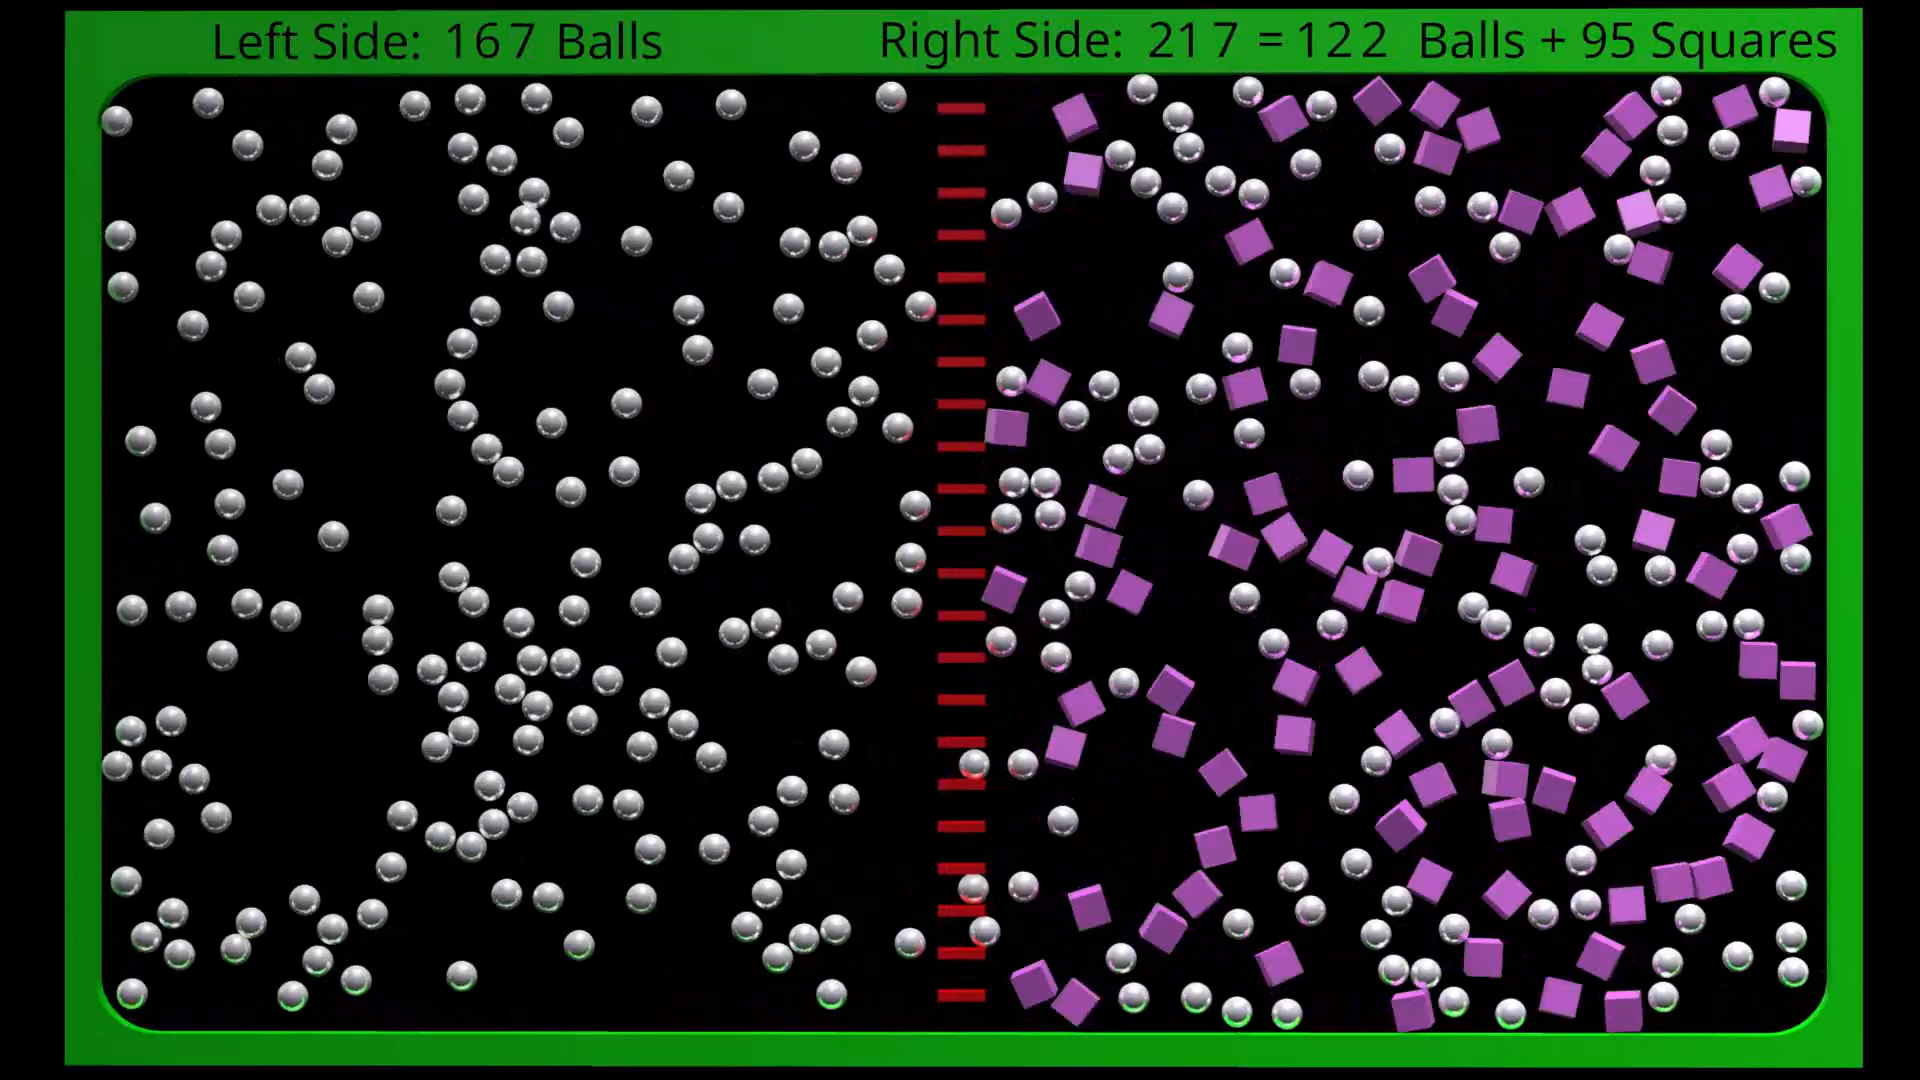 Left Side: 167 Balls
Right Side: 217 = 122 Balls + 95 Squares